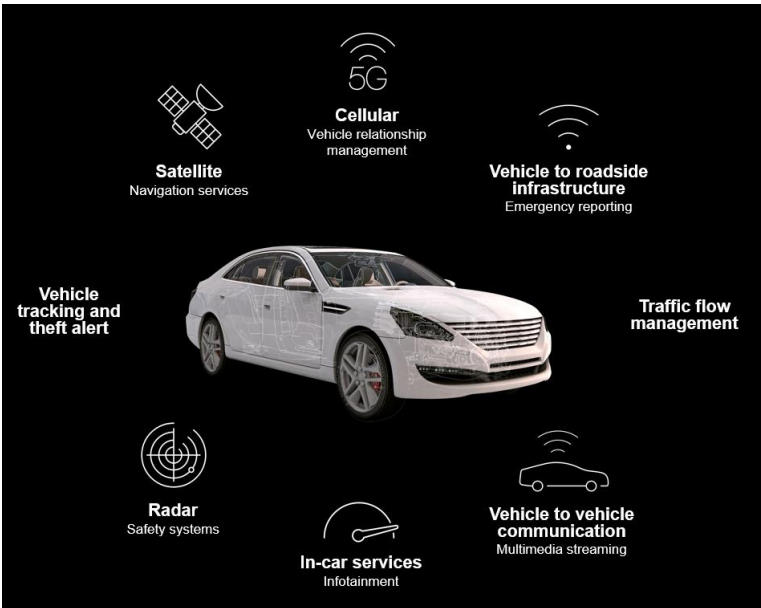 5G
Cellular
Vehicle relationship
management
Satellite
Navigation services
Vehicle to roadside
infrastructure
Emergency reporting
Vehicle
tracking and
theft alert
Traffic flow
management
Radar
Safety systems
Vehicle to vehicle
communication
Multimedia streaming
In-car services
Infotainment